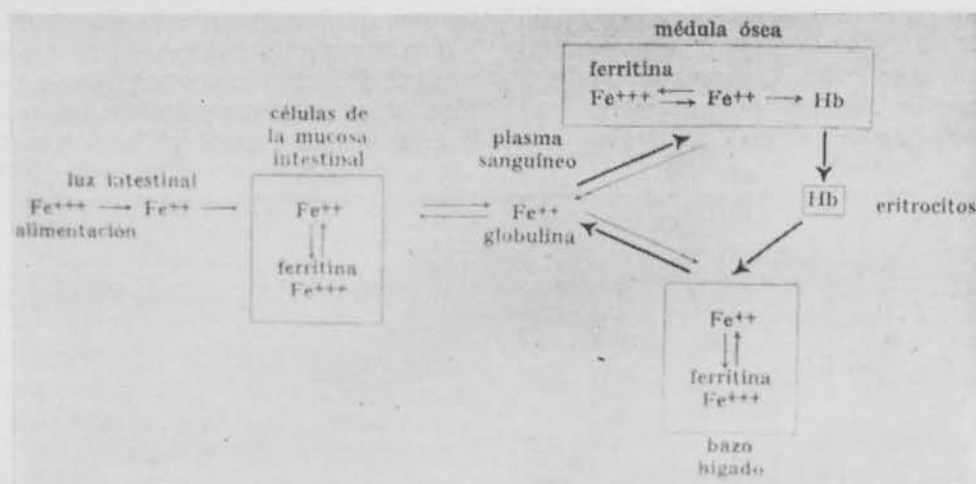 médula ósea
ferritina
Fe+++ Fe++ Hb
células de
la mucosa
intestinal
plasma
sanguíneo
lux intestinal
Fe+++ Fe++
alimentación
Fe++
ferritina
Fe+++
Fe++
globulina
Hb eritrocitos
Fe++
ferritina
Fe+++
bazo
hígado